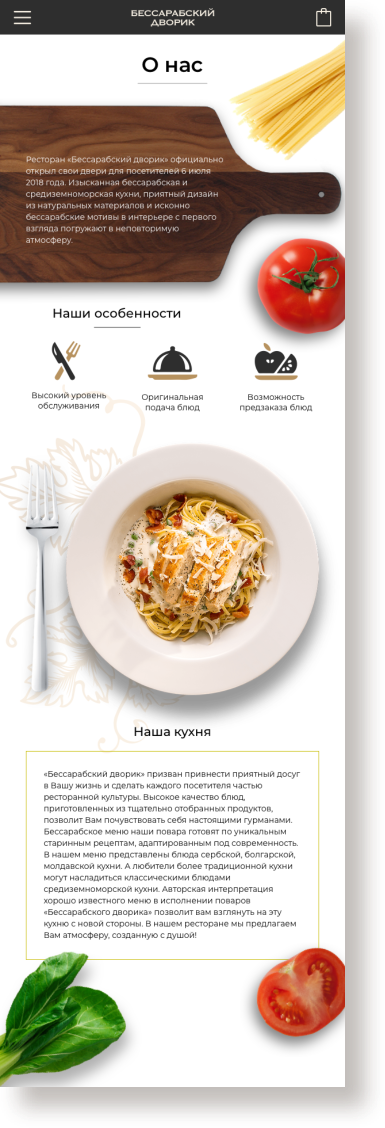 БЕССАРАБСКИЙ
ДВОРИК
О нас
Ресторан «Бессарабский дворик» официально
открыл свои двери для посетителей 6 июля
2018 года. Изысканная бессарабская и
средиземноморская кухни, приятный дизайн
из натуральных материалов и исконно
бессарабские мотивы в интерьере с первого
взгляда погружают в неповторимую
атмосферу.
Наши особенности
Высокий уровень
обслуживания
Оригинальная
подача блюд
Возможность
предзаказа блюд
Наша кухня
«Бессарабский дворик» призван привнести приятный досуг
в Вашу жизнь и сделать каждого посетителя частью
ресторанной культуры. Высокое качество блюд,
приготовленных из тщательно отобранных продуктов,
позволит Вам почувствовать себя настоящими гурманами.
Бессарабское меню наши повара готовят по уникальным
старинным рецептам, адаптированным под современность.
В нашем меню представлены блюда сербской, болгарской,
молдавской кухни. А любители более традиционной кухни
могут насладиться классическими блюдами
средиземноморской кухни. Авторская интерпретация
хорошо известного меню в исполнении поваров
«Бессарабского дворика» позволит вам взглянуть на эту
кухню с новой стороны. В нашем ресторане мы предлагаем
Вам атмосферу, созданную с душой!